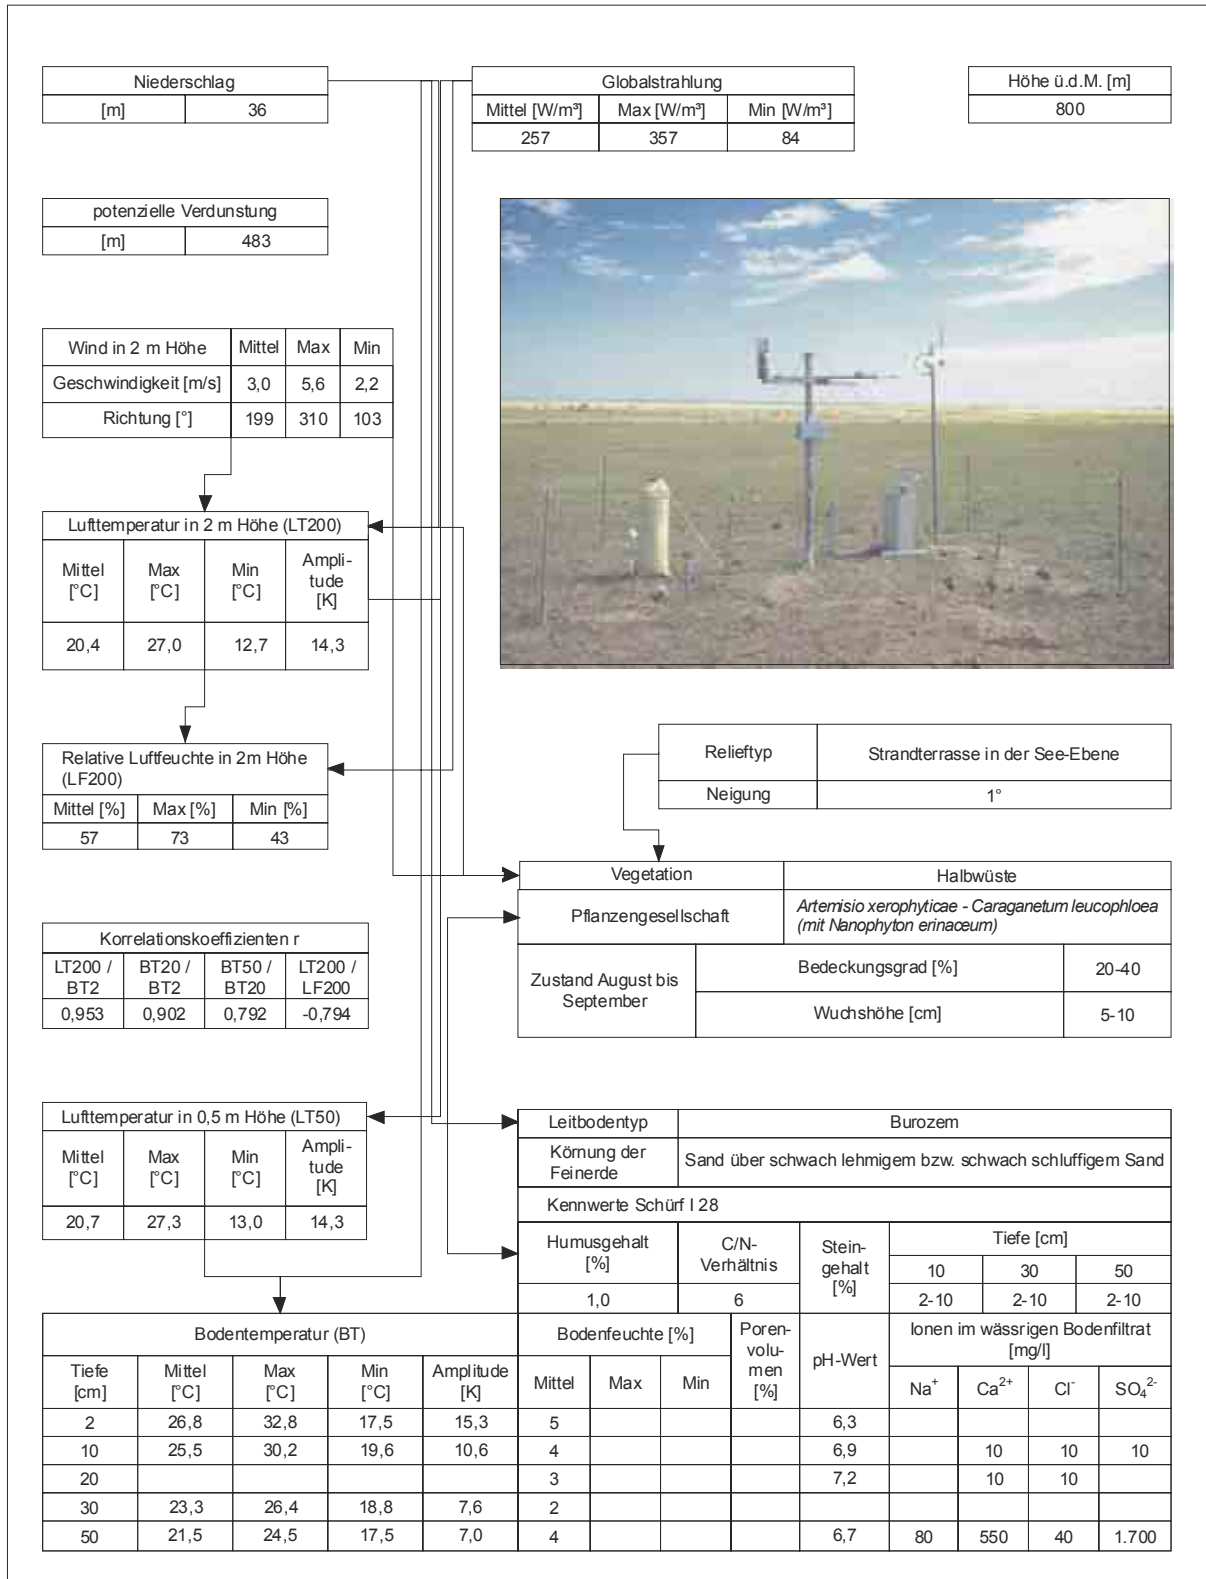 Niederschlag
[m] 36
Globalstrahlung
Mittel [W/m³] Max [W/m³] Min [W/m³]
257 357 84
Höhe ü.d.M. [m]
800
potenzielle Verdunstung
[m] 483
Wind in 2 m Höhe Mittel Max Min
Geschwindigkeit [m/s] 3,0 5,6 2,2
Richtung [°] 199 310 103
Lufttemperatur in 2 m Höhe (LT200)
Mittel [°C] Max [°C] Min [°C] Ampli-tude [K]
20,4 27,0 12,7 14,3
Relative Luftfeuchte in 2m Höhe
(LF200)
Mittel [%] Max [%] Min [%]
57 73 43
Relieftyp Strandterrasse in der See-Ebene
Neigung 1°
Vegetation Halbwüste
Pflanzengesellschaft Artemisio xerophyticae - Caraganetum leucophloea
(mit Nanophyton erinaceum)
Zustand August bis
September
Bedeckungsgrad [%] 20-40
Wuchshöhe [cm] 5-10
Korrelationskoeffizienten r
LT200 / BT20 / BT50 / LT200 /
BT2 BT2 BT20 LF200
0,953 0,902 0,792 -0,794
Lufttemperatur in 0,5 m Höhe (LT50)
Mittel [°C] Max [°C] Min [°C] Ampli-tude [K]
20,7 27,3 13,0 14,3
Leitbodentyp Burozem
Körnung der
Feinerde
Sand über schwach lehmigem bzw. schwach schluffigem Sand
Kennwerte Schürf I 28
Humusgehalt [%] C/N-Verhältnis Stein-gehalt [%] Tiefe [cm]
10 30 50
1,0 6 2-10 2-10 2-10
Bodentemperatur (BT) Bodenfeuchte [%] Poren-volu-men [%] pH-Wert Ionen im wässrigen Bodenfiltrat [mg/l]
Tiefe [cm] Mittel [°C] Max [°C] Min [°C] Amplitude [K] Mittel Max Min Na⁺ Ca²⁺ Cl⁻ SO₄²⁻
2 26,8 32,8 17,5 15,3 5 6,3
10 25,5 30,2 19,6 10,6 4 6,9 10 10 10
20 3 7,2 10 10
30 23,3 26,4 18,8 7,6 2
50 21,5 24,5 17,5 7,0 4 6,7 80 550 40 1.700